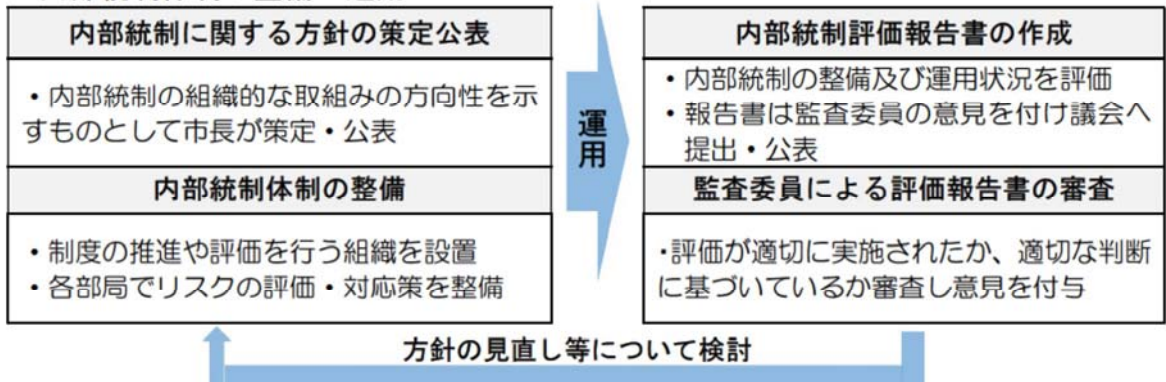 内部統制に関する方針の策定公表
・内部統制の組織的な取組みの方向性を示
すものとして市長が策定・公表
内部統制体制の整備
・制度の推進や評価を行う組織を設置
・各部局でリスクの評価・対応策を整備
運用
内部統制評価報告書の作成
・内部統制の整備及び運用状況を評価
・報告書は監査委員の意見を付け議会へ
提出・公表
監査委員による評価報告書の審査
・評価が適切に実施されたか、適切な判断
に基づいているか審査し意見を付与
方針の見直し等について検討